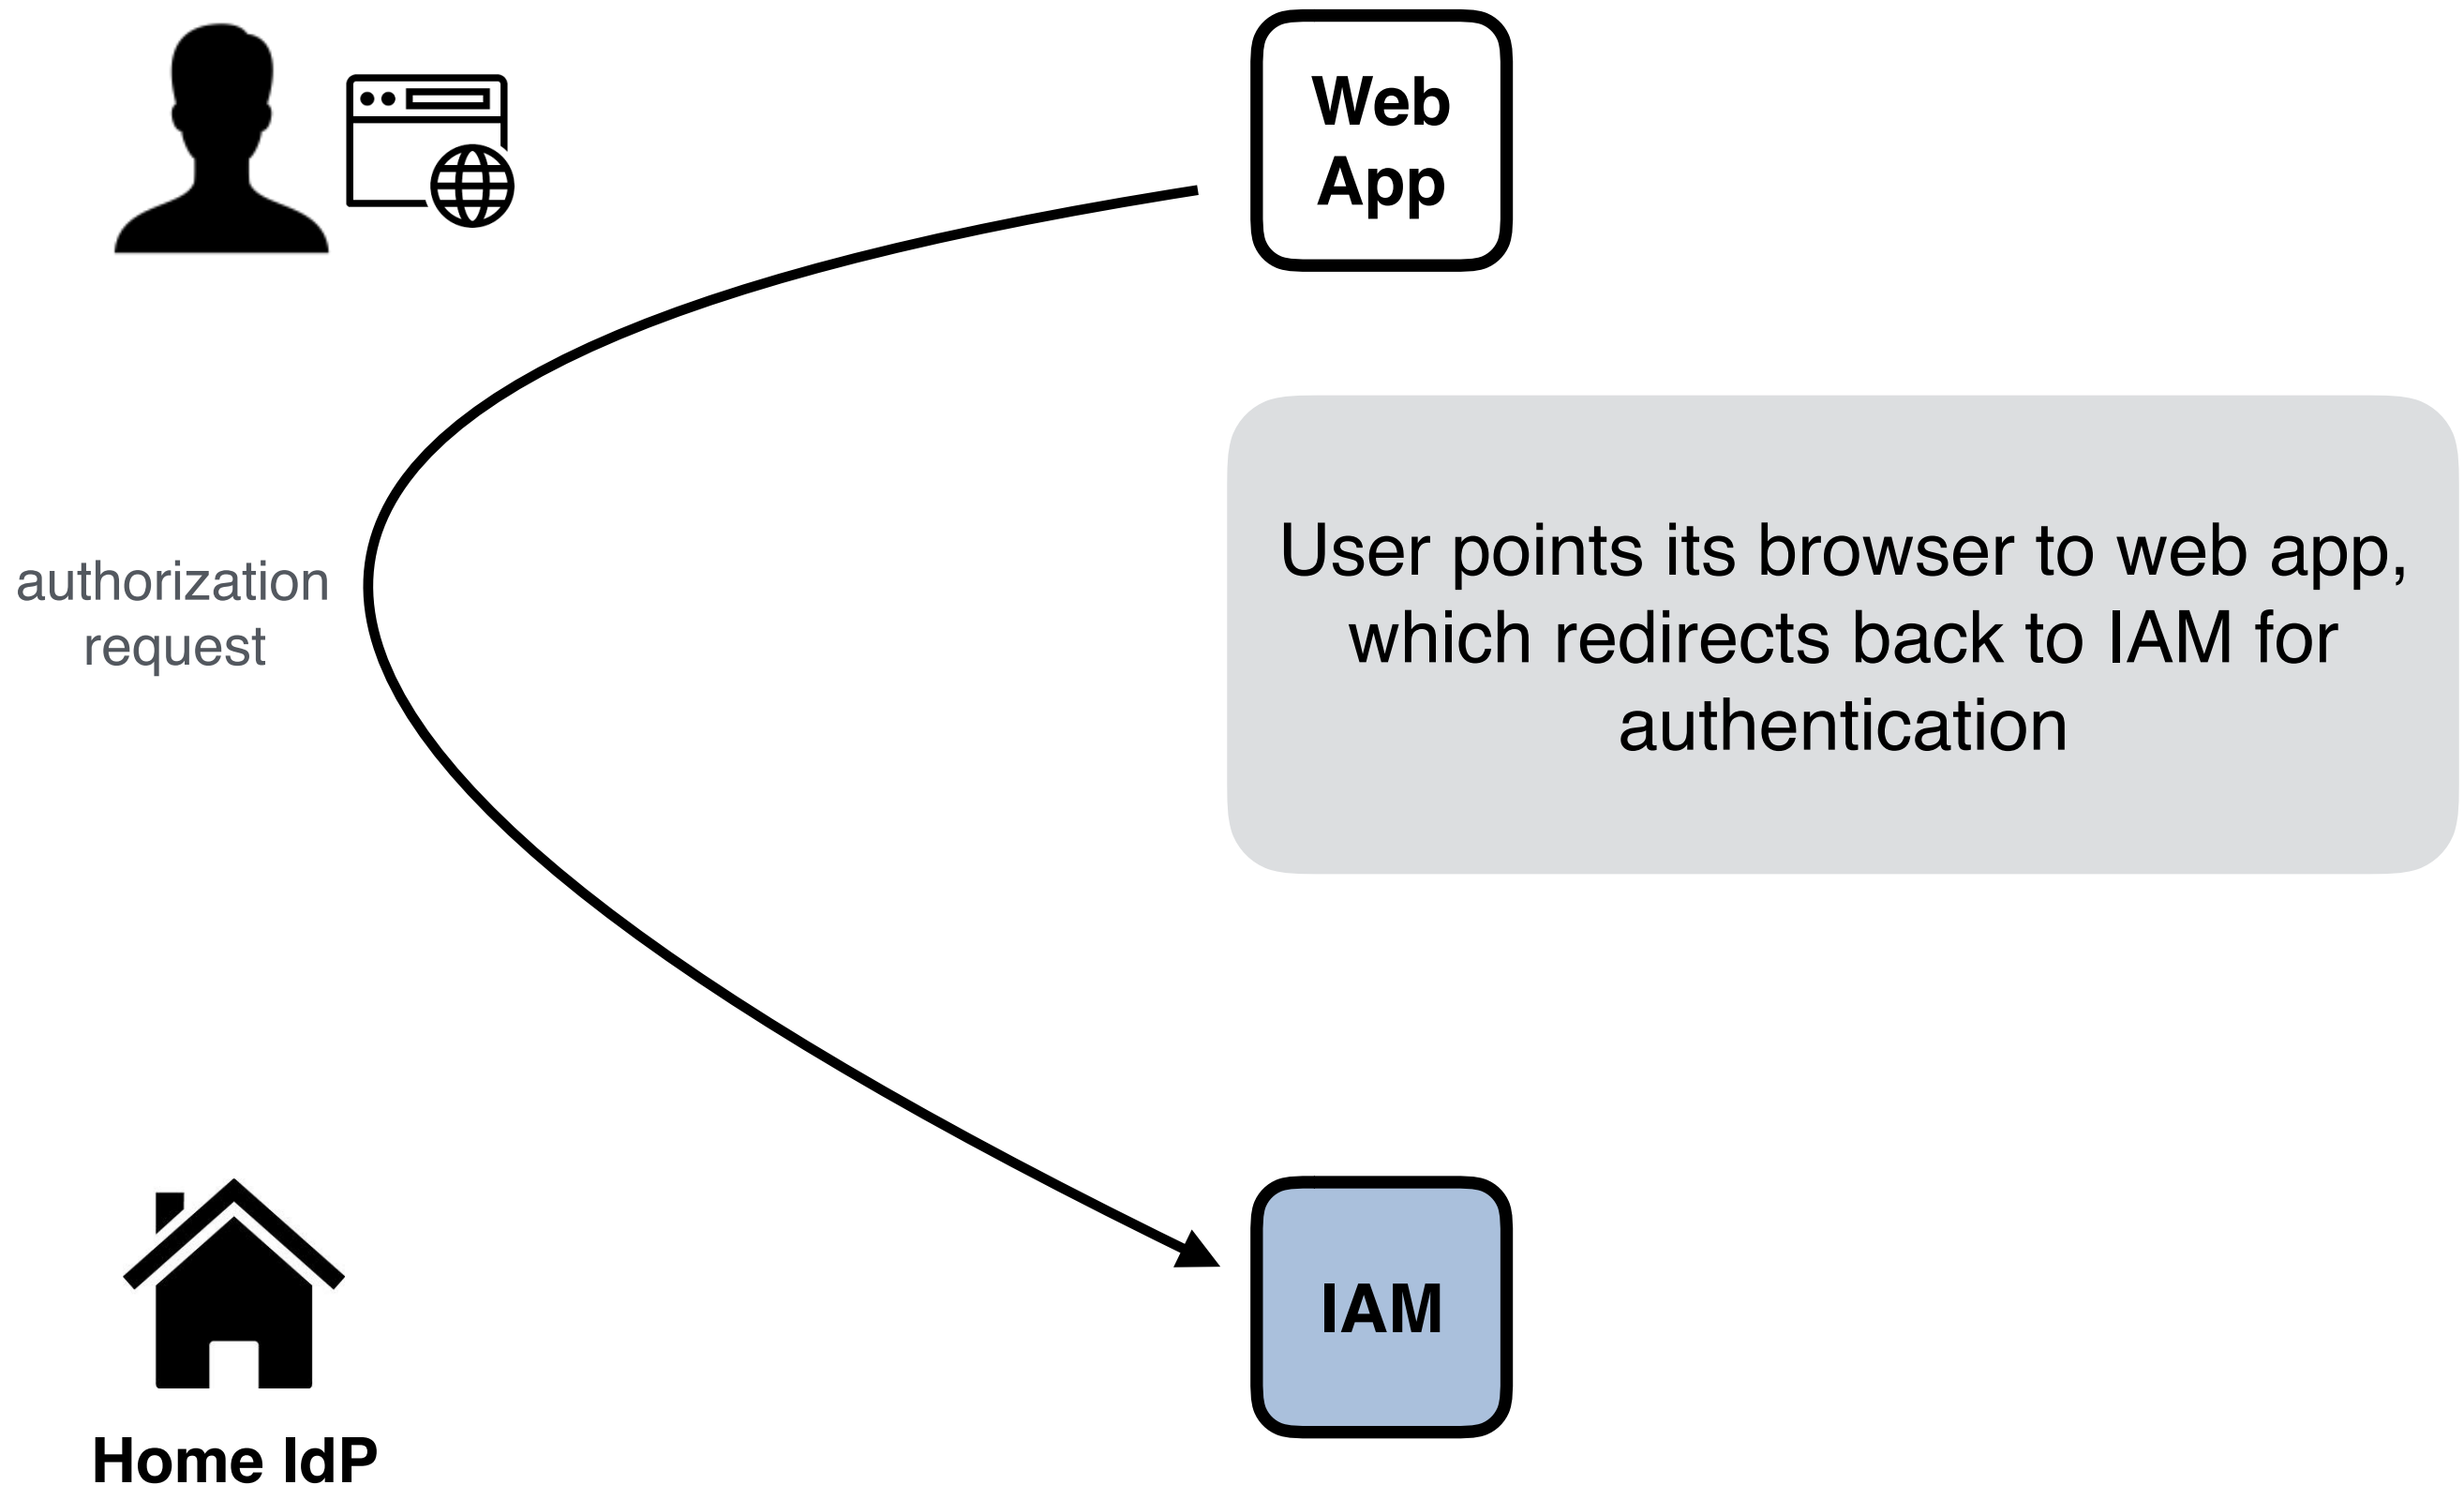 Web
App
User points its browser to web app,
which redirects back to IAM for
authentication
authorization
request
IAM
Home IdP